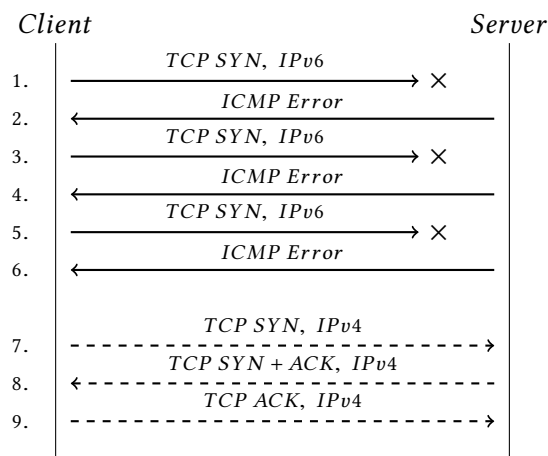 Client Server
TCP SYN, IPv6
1.
ICMP Error
2.
TCP SYN, IPv6
3.
ICMP Error
4.
TCP SYN, IPv6
5.
ICMP Error
6.
TCP SYN, IPv4
7.
TCP SYN + ACK, IPv4
8.
TCP ACK, IPv4
9.